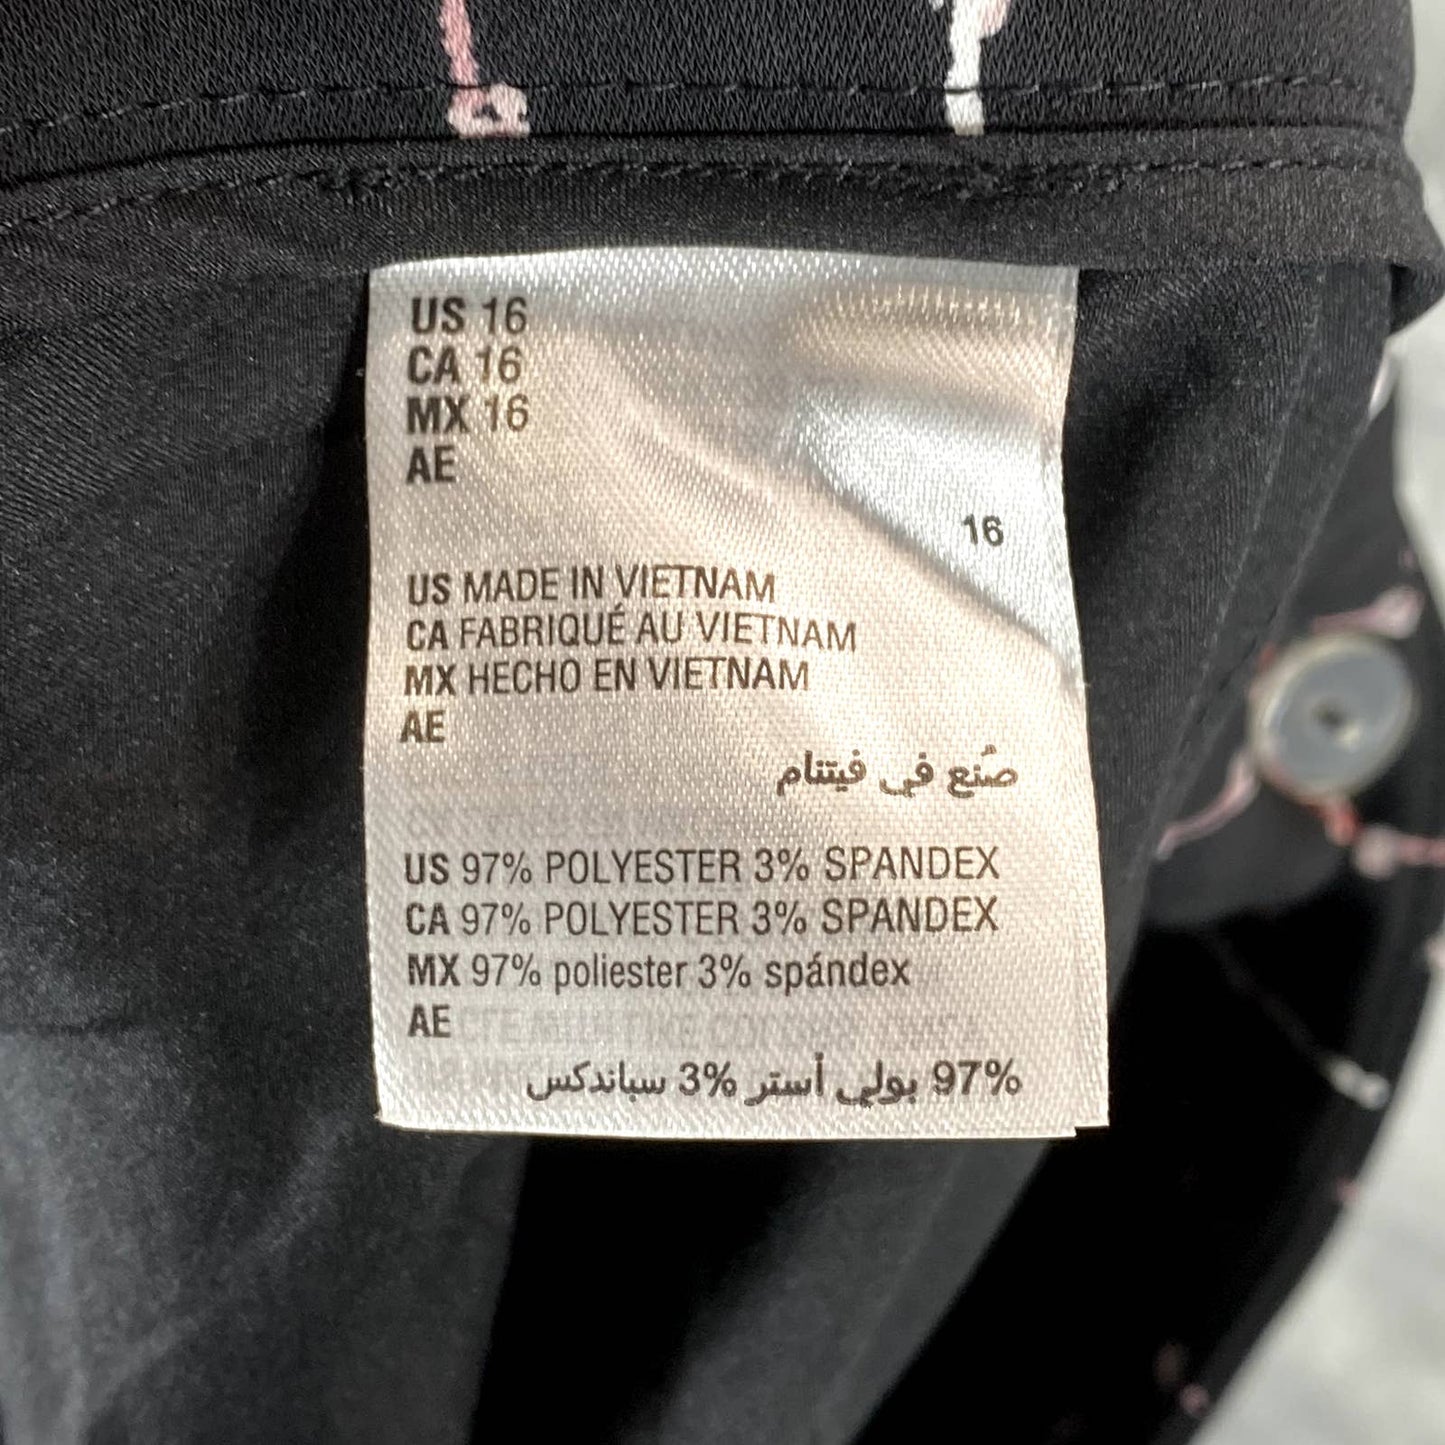 US 16
CA 16
MX 16
AE
16
US MADE IN VIETNAM
CA FABRIQUÉ AU VIETNAM
MX HECHO EN VIETNAM
AE
صُنع في فيتنام
US 97% POLYESTER 3% SPANDEX
CA 97% POLYESTER 3% SPANDEX
MX 97% poliester 3% spándex
AE
97% بولي أستر 3% سباندكس